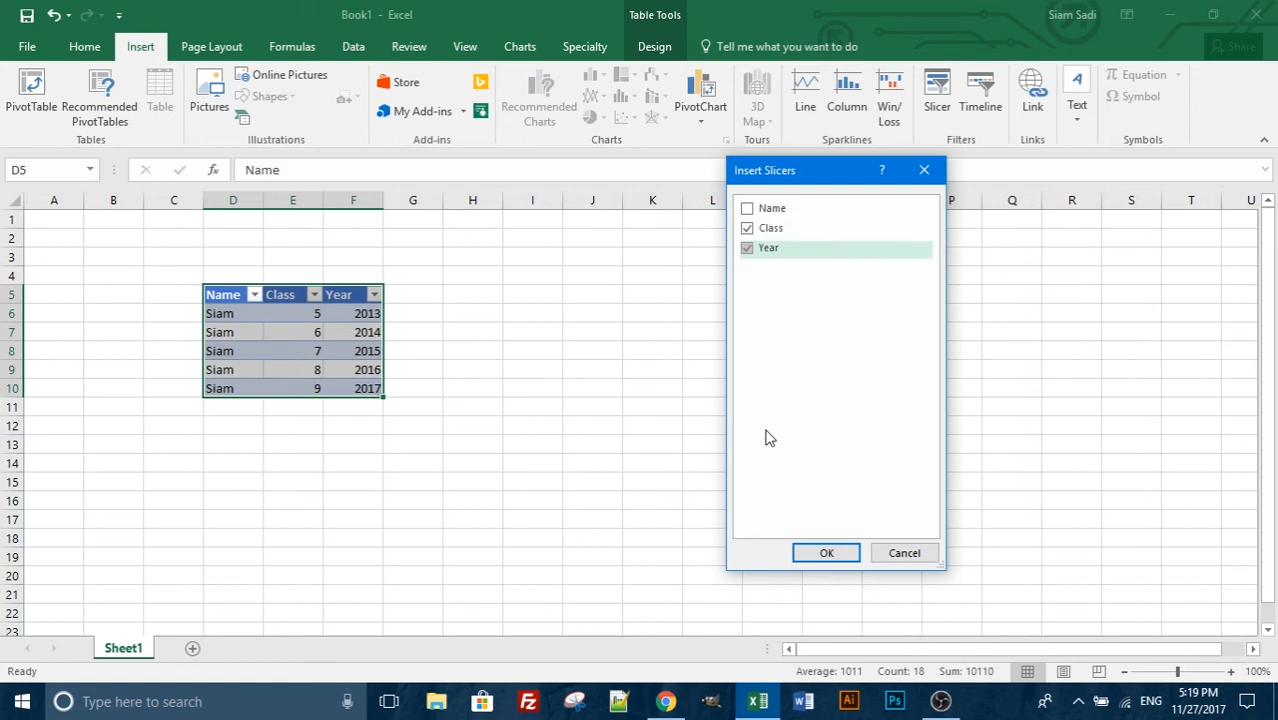 Book1 - Excel
Table Tools
Siam Sadi
File Home Insert Page Layout Formulas Data Review View Charts Specialty Design Tell me what you want to do Share
PivotTable
Recommended
PivotTables
Table
Tables
Pictures
Online Pictures
Shapes
Illustrations
Store
My Add-ins
Add-ins
Recommended
Charts
PivotChart
Charts
3D
Map
Tours
Line
Column
Win/
Loss
Sparklines
Slicer
Timeline
Filters
Link
Links
Text
Equation
Symbol
Symbols
D5
fx
Name
A B C D E F G H I J K L P Q R S T U
Insert Slicers
?
Name
Class
Year
OK
Cancel
1
2
3
4
5 Name Class Year
6 Siam 5 2013
7 Siam 6 2014
8 Siam 7 2015
9 Siam 8 2016
10 Siam 9 2017
11
12
13
14
15
16
17
18
19
20
21
22
23
Sheet1
Ready
Average: 1011 Count: 18 Sum: 10110
100%
Type here to search
Ai
Ps
ENG
5:19 PM
11/27/2017